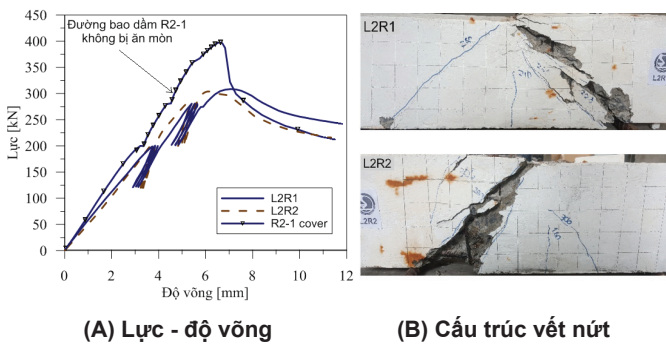 Đường bao dầm R2-1
không bị ăn mòn
450
400
350
300
250
200
150
100
50
0
Lực [kN]
L2R1
L2R2
R2-1 cover
0 2 4 6 8 10 12
Độ võng [mm]
(A) Lực - độ võng
L2R1
L2R2
L2R2
300
(B) Cấu trúc vết nứt